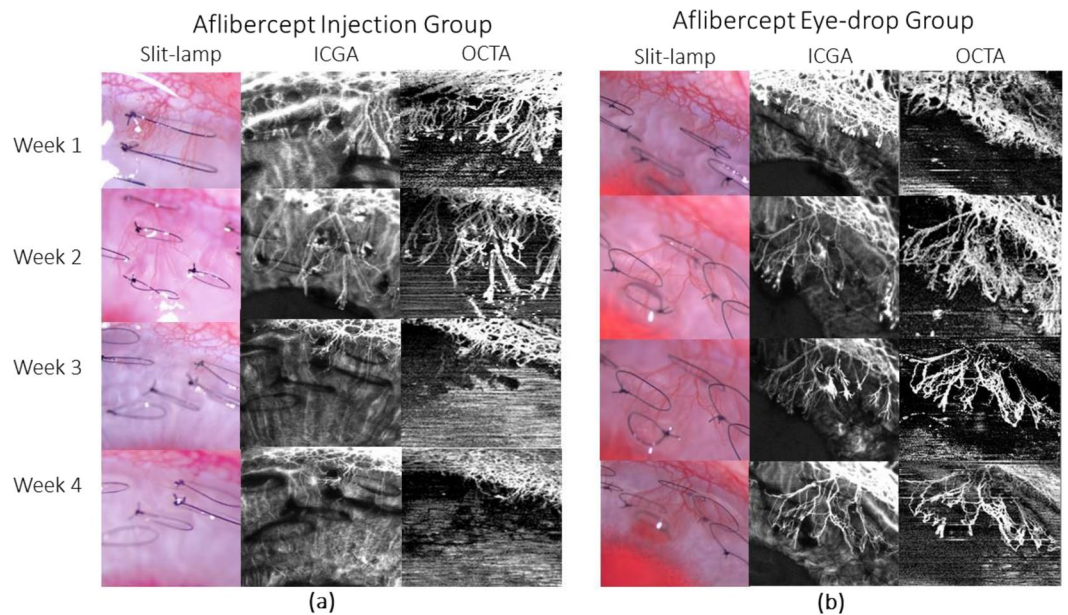 Aflibercept Injection Group
Slit-lamp ICGA OCTA
Aflibercept Eye-drop Group
Slit-lamp ICGA OCTA
Week 1
Week 2
Week 3
Week 4
(a)
(b)